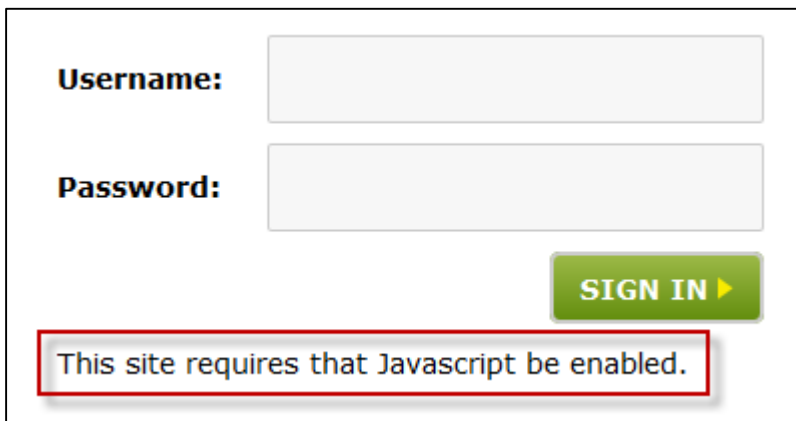 Username:
Password:
SIGN IN
This site requires that Javascript be enabled.